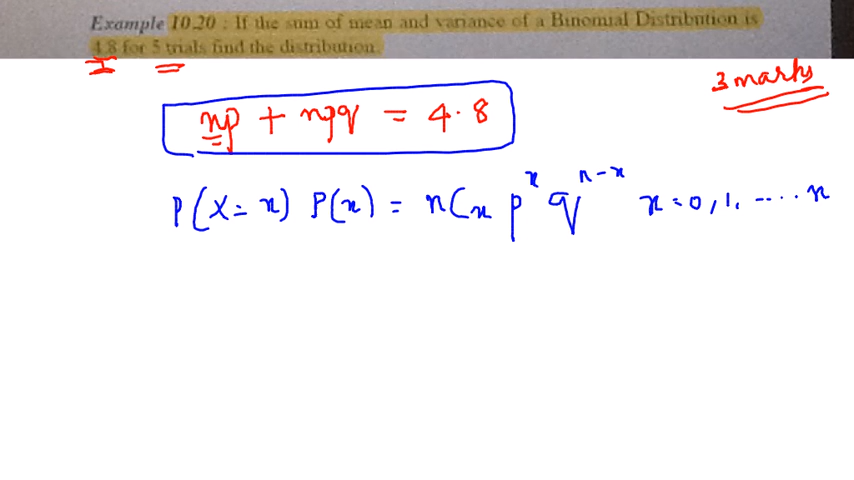 Example 10.20 : If the sum of mean and variance of a Binomial Distribution is
4.8 for 5 trials find the distribution.
3 marks
np + npq = 4.8
P(X=x) P(x) = nCx p^x q^{n-x} x=0,1,.....n